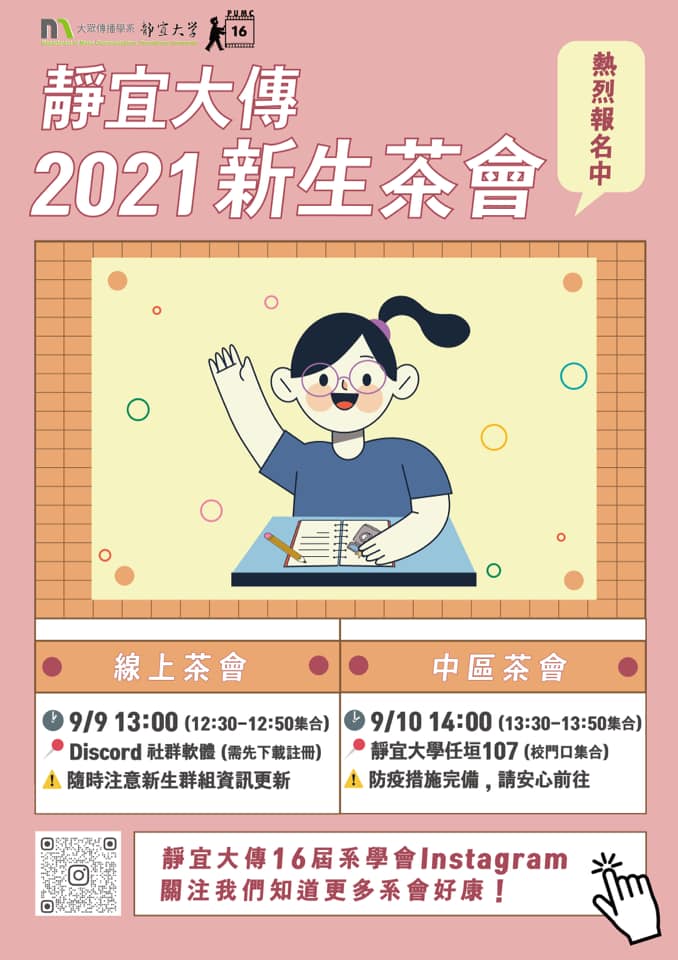 大眾傳播學系 靜宜大學
PUMC
16
靜宜大傳
2021新生茶會
熱烈報名中
線上茶會
9/9 13:00 (12:30-12:50集合)
Discord 社群軟體 (需先下載註冊)
隨時注意新生群組資訊更新
中區茶會
9/10 14:00 (13:30-13:50集合)
靜宜大學任垣107 (校門口集合)
防疫措施完備，請安心前往
靜宜大傳16屆系學會Instagram
關注我們知道更多系會好康！